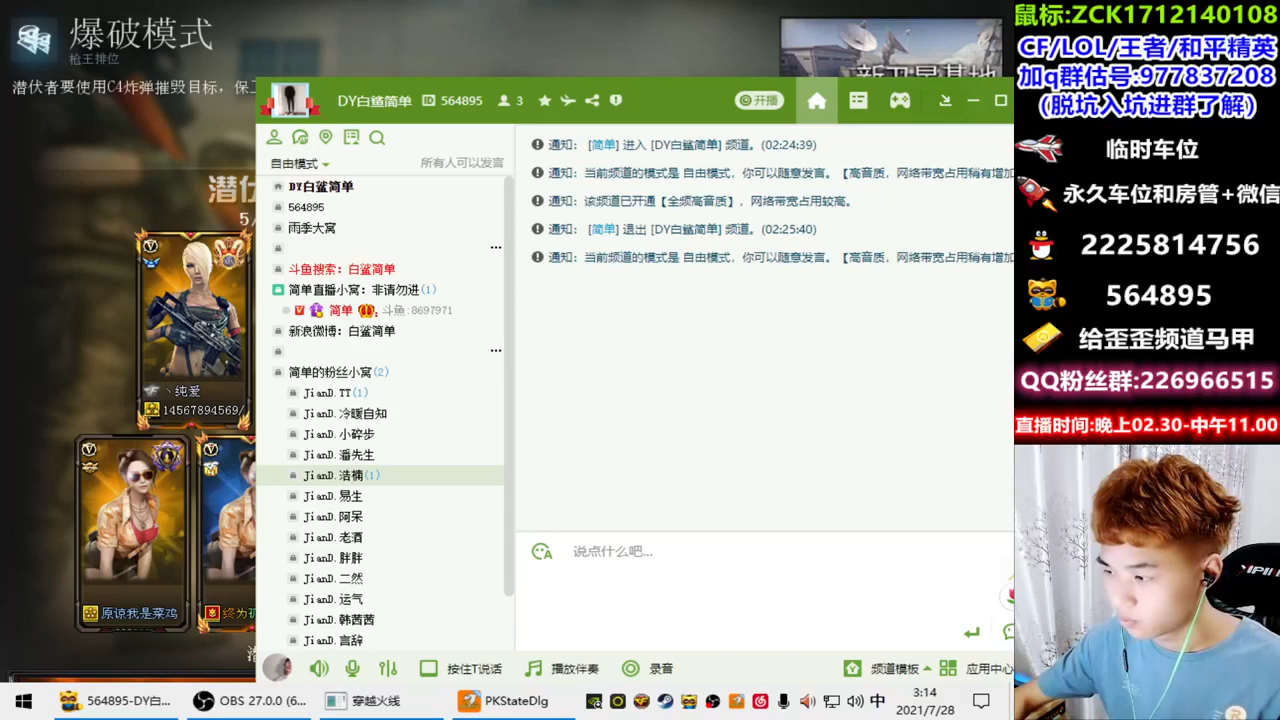 爆破模式
枪王排位
潜伏者要使用C4炸弹摧毁目标，保卫
新卫星基地
潜伏
5/
丶纯爱
14567894569/
原谅我是菜鸡
终为孤
DY白鲨简单
ID 564895
3
开播
自由模式
所有人可以发言
DY白鲨简单
564895
雨季大窝
斗鱼搜索：白鲨简单
简单直播小窝：非请勿进(1)
简单
斗鱼:8697971
新浪微博：白鲨简单
简单的粉丝小窝(2)
JianD.TT(1)
JianD.冷暖自知
JianD.小碎步
JianD.潘先生
JianD.浩楠(1)
JianD.易生
JianD.阿呆
JianD.老酒
JianD.胖胖
JianD.二然
JianD.运气
JianD.韩茜茜
JianD.言辞
通知： [简单] 进入 [DY白鲨简单] 频道。(02:24:39)
通知：当前频道的模式是 自由模式，你可以随意发言。【高音质，网络带宽占用稍有增加
通知：该频道已开通【全频高音质】，网络带宽占用较高。
通知： [简单] 退出 [DY白鲨简单] 频道。(02:25:40)
通知：当前频道的模式是 自由模式，你可以随意发言。【高音质，网络带宽占用稍有增加
说点什么吧...
按住T说话
播放伴奏
录音
频道模板
应用中心
564895-DY白...
OBS 27.0.0 (6...
穿越火线
PKStateDlg
中
3:14
2021/7/28
鼠标:ZCK1712140108
CF/LOL/王者/和平精英
加q群估号:977837208
(脱坑入坑进群了解)
临时车位
永久车位和房管+微信
2225814756
564895
给歪歪频道马甲
QQ粉丝群:226966515
直播时间:晚上02.30-中午11.00